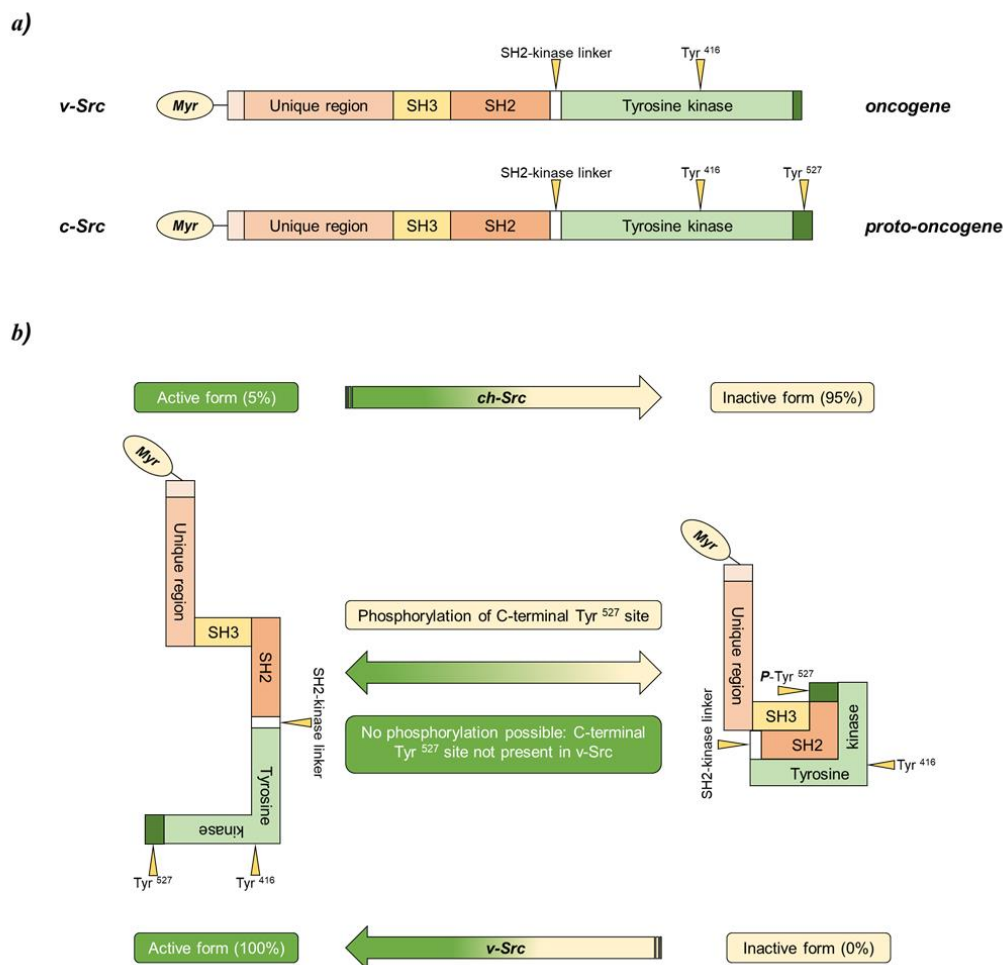 a)
SH2-kinase linker
Tyr 416
v-Src
Myr
Unique region
SH3
SH2
Tyrosine kinase
oncogene
SH2-kinase linker
Tyr 416
Tyr 527
c-Src
Myr
Unique region
SH3
SH2
Tyrosine kinase
proto-oncogene
b)
Active form (5%)
ch-Src
Inactive form (95%)
Myr
Unique region
SH3
SH2
SH2-kinase linker
Tyrosine
kinase
Tyr 527
Tyr 416
Phosphorylation of C-terminal Tyr 527 site
No phosphorylation possible: C-terminal
Tyr 527 site not present in v-Src
Myr
Unique region
P-Tyr 527
SH3
SH2
SH2-kinase linker
kinase
Tyrosine
Tyr 416
Active form (100%)
v-Src
Inactive form (0%)